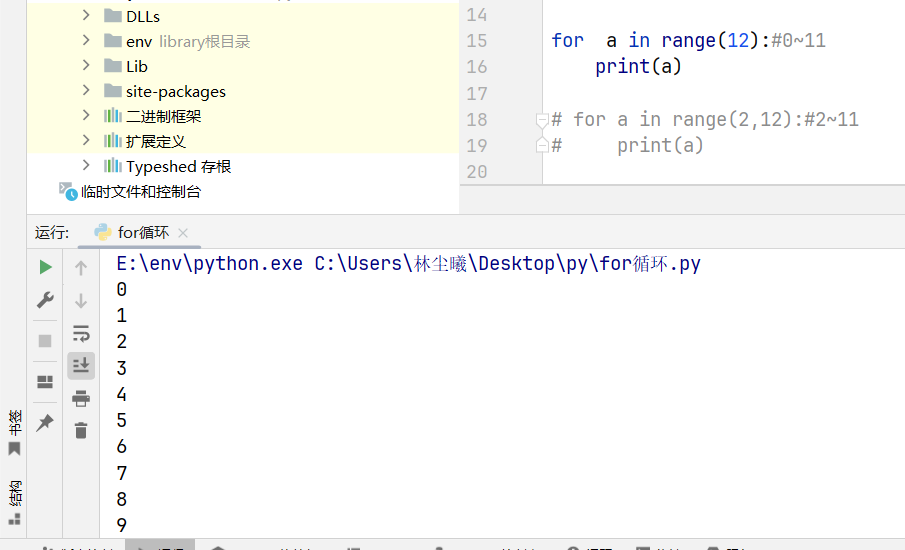 DLLs
env library根目录
Lib
site-packages
二进制框架
扩展定义
Typeshed 存根
临时文件和控制台
14
15 for  a in range(12):#0~11
16     print(a)
17
18 # for a in range(2,12):#2~11
19 #     print(a)
20
运行: for循环
E:\env\python.exe C:\Users\林尘曦\Desktop\py\for循环.py
0
1
2
3
4
5
6
7
8
9
书签
结构